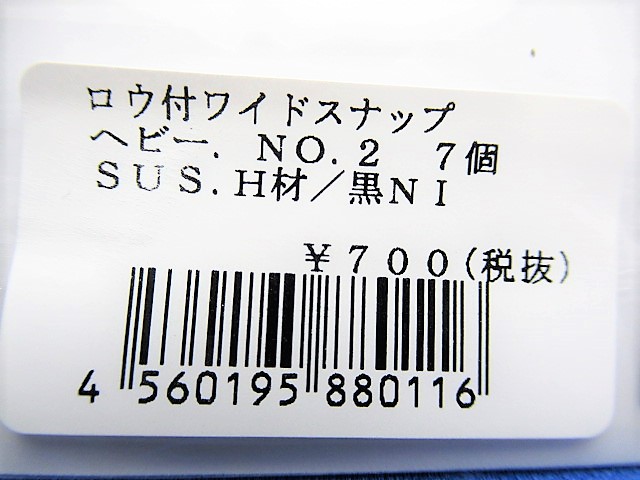 ロウ付ワイドスナップ
ヘビー. NO.2 7個
SUS.H材/黒NI
¥700(税抜)
4 560195 880116